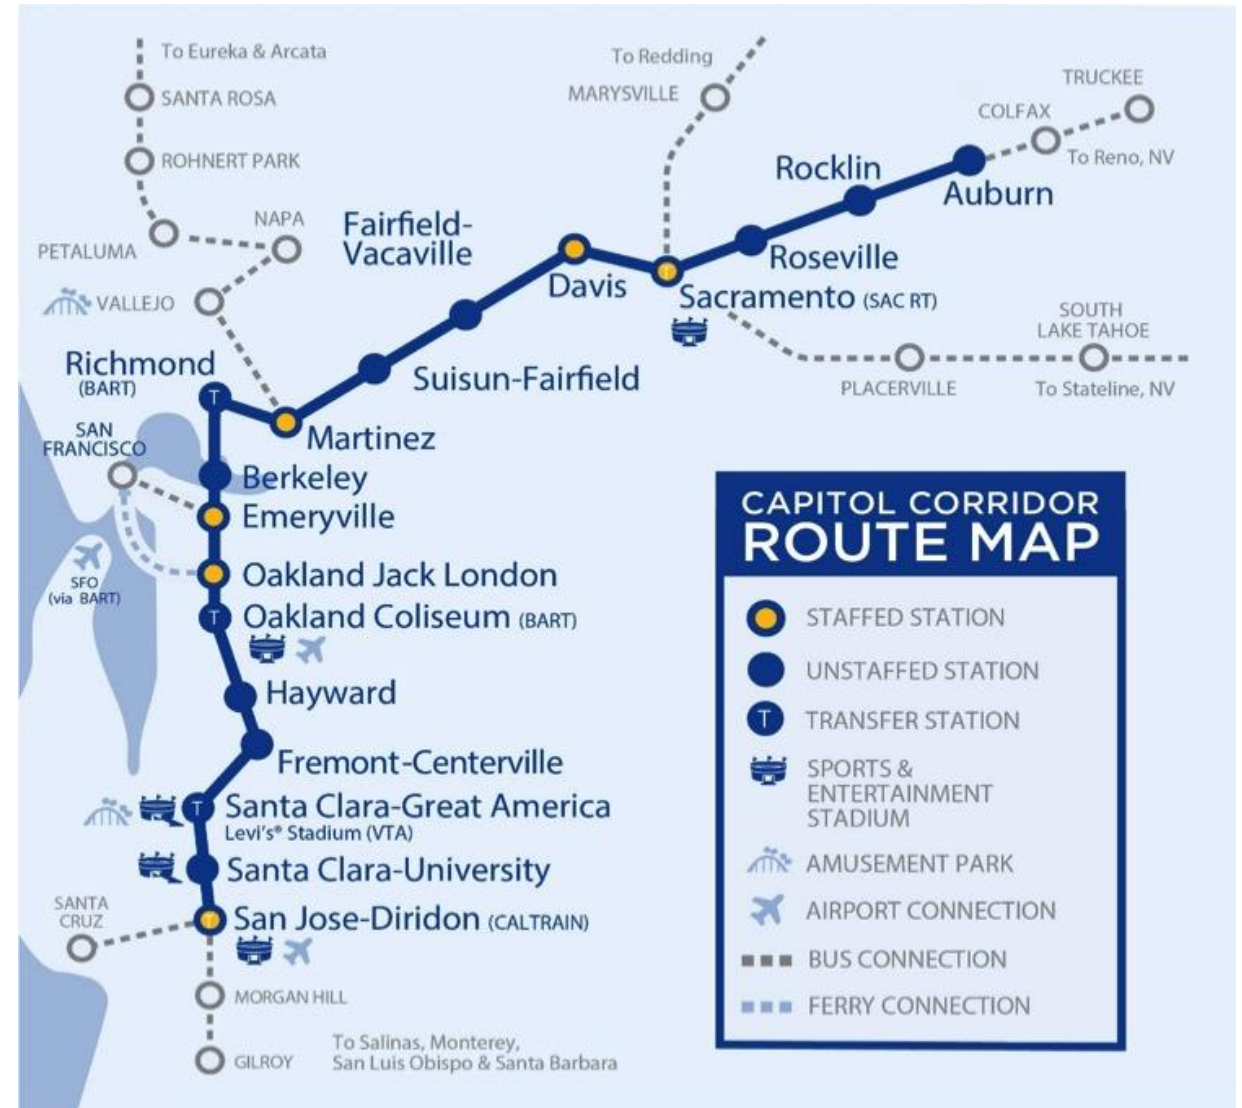 To Eureka & Arcata
SANTA ROSA
ROHNERT PARK
PETALUMA
NAPA
VALLEJO
To Redding
MARYSVILLE
TRUCKEE
COLFAX
To Reno, NV
Rocklin
Auburn
Roseville
Fairfield-
Vacaville
Davis
T
Sacramento (SAC RT)
SOUTH
LAKE TAHOE
PLACERVILLE
To Stateline, NV
Suisun-Fairfield
Richmond
(BART)
T
Martinez
SAN
FRANCISCO
Berkeley
Emeryville
SFO
(via BART)
Oakland Jack London
T
Oakland Coliseum (BART)
Hayward
Fremont-Centerville
T
Santa Clara-Great America
Levi's® Stadium (VTA)
Santa Clara-University
SANTA
CRUZ
T
San Jose-Diridon (CALTRAIN)
MORGAN HILL
GILROY
To Salinas, Monterey,
San Luis Obispo & Santa Barbara
CAPITOL CORRIDOR
ROUTE MAP
STAFFED STATION
UNSTAFFED STATION
T
TRANSFER STATION
SPORTS &
ENTERTAINMENT
STADIUM
AMUSEMENT PARK
AIRPORT CONNECTION
BUS CONNECTION
FERRY CONNECTION